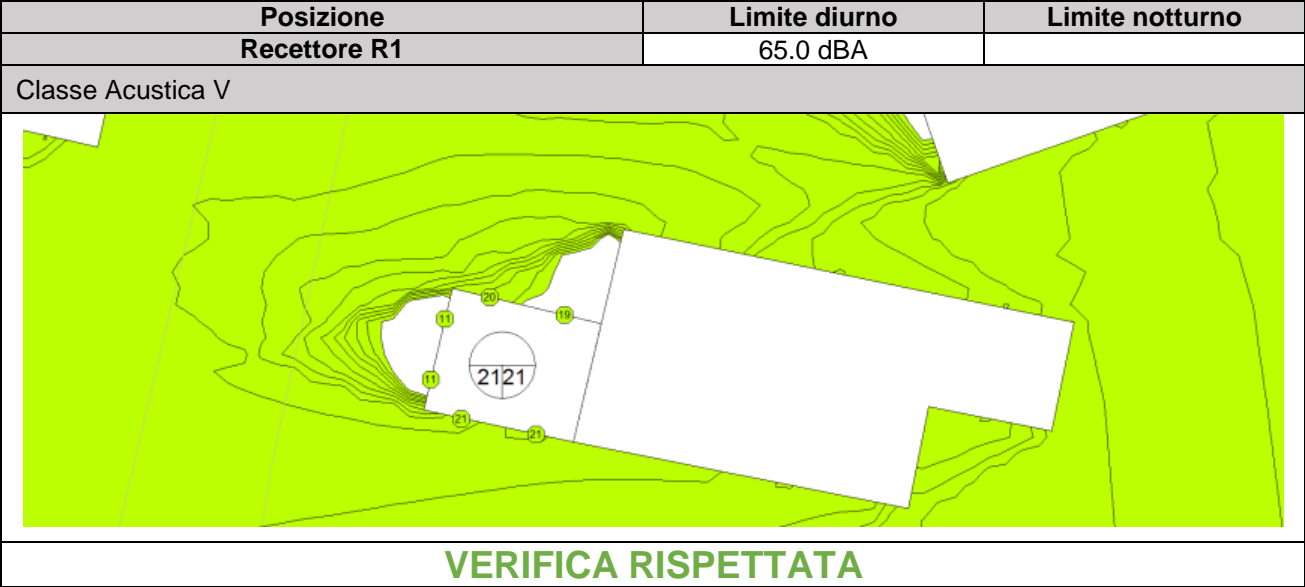 Posizione Limite diurno Limite notturno
Recettore R1 65.0 dBA
Classe Acustica V
20
11
19
21 21
11
21
21
VERIFICA RISPETTATA